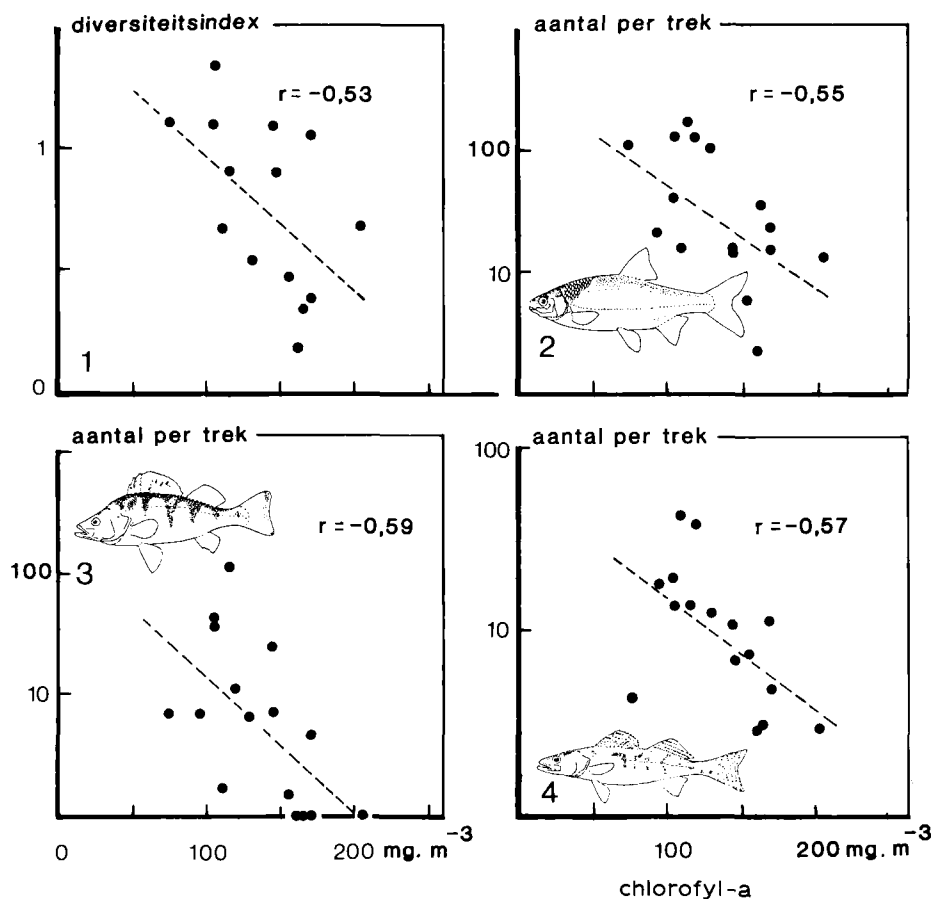 diversiteitsindex
r = -0,53
1
0
1
aantal per trek
r = -0,55
100
10
2
aantal per trek
r = -0,59
100
10
3
0 100 200 mg. m-3
aantal per trek
r = -0,57
100
10
4
100 200 mg. m-3
chlorofyl-a